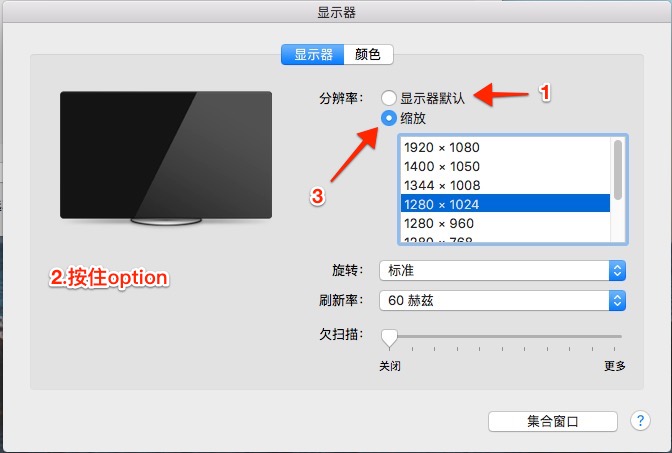 显示器
显示器 颜色
分辨率: 显示器默认 1
缩放
3
1920 × 1080
1400 × 1050
1344 × 1008
1280 × 1024
1280 × 960
1280 × 768
2.按住option
旋转: 标准
刷新率: 60 赫兹
欠扫描:
关闭 更多
集合窗口 ?